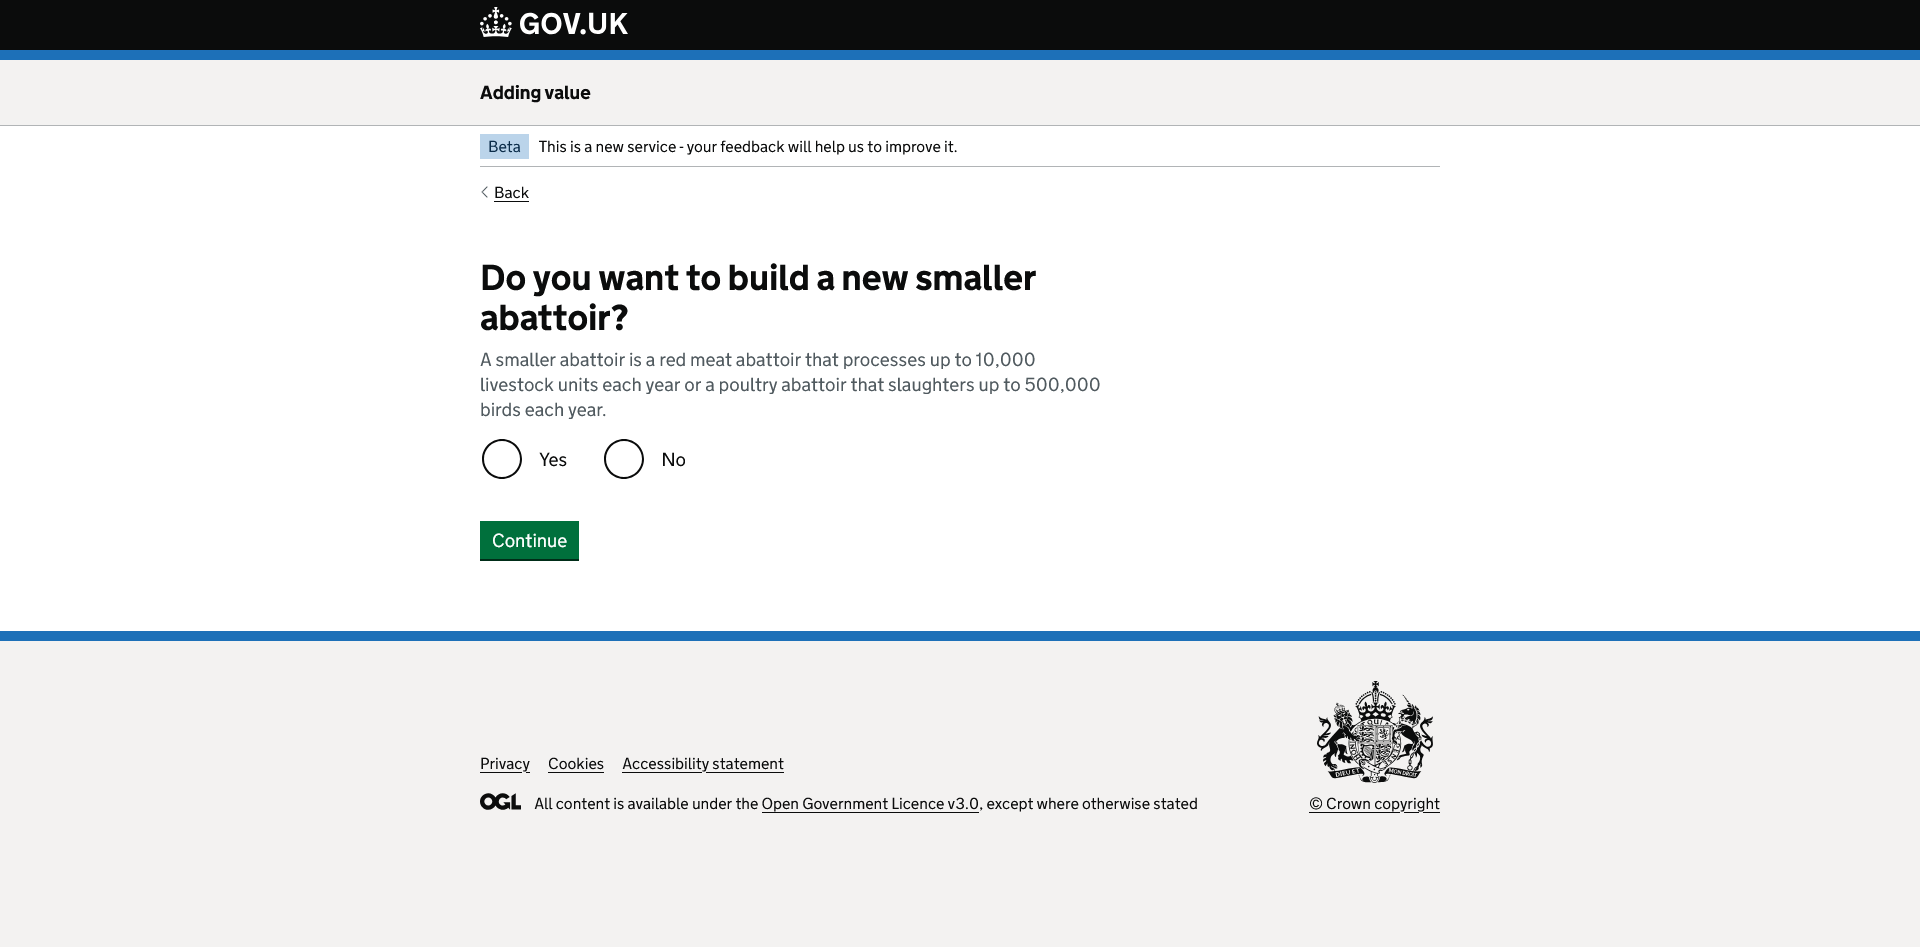 GOV.UK
Adding value
Beta This is a new service - your feedback will help us to improve it.
Back
Do you want to build a new smaller
abattoir?
A smaller abattoir is a red meat abattoir that processes up to 10,000
livestock units each year or a poultry abattoir that slaughters up to 500,000
birds each year.
Yes No
Continue
Privacy Cookies Accessibility statement
OGL All content is available under the Open Government Licence v3.0, except where otherwise stated
© Crown copyright